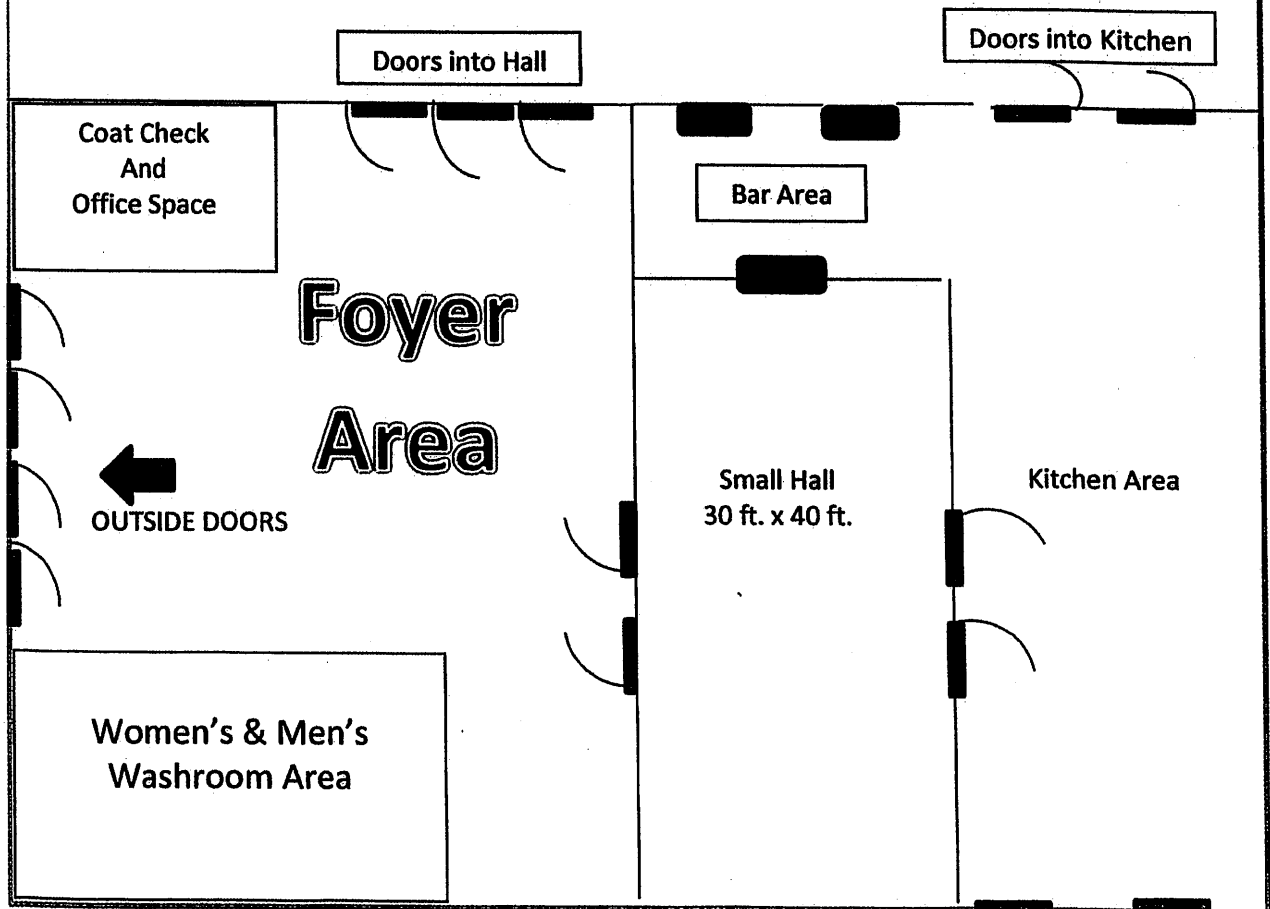 Doors into Hall
Doors into Kitchen
Coat Check
And
Office Space
Bar Area
Foyer
Area
OUTSIDE DOORS
Small Hall
30 ft. x 40 ft.
Kitchen Area
Women's & Men's
Washroom Area